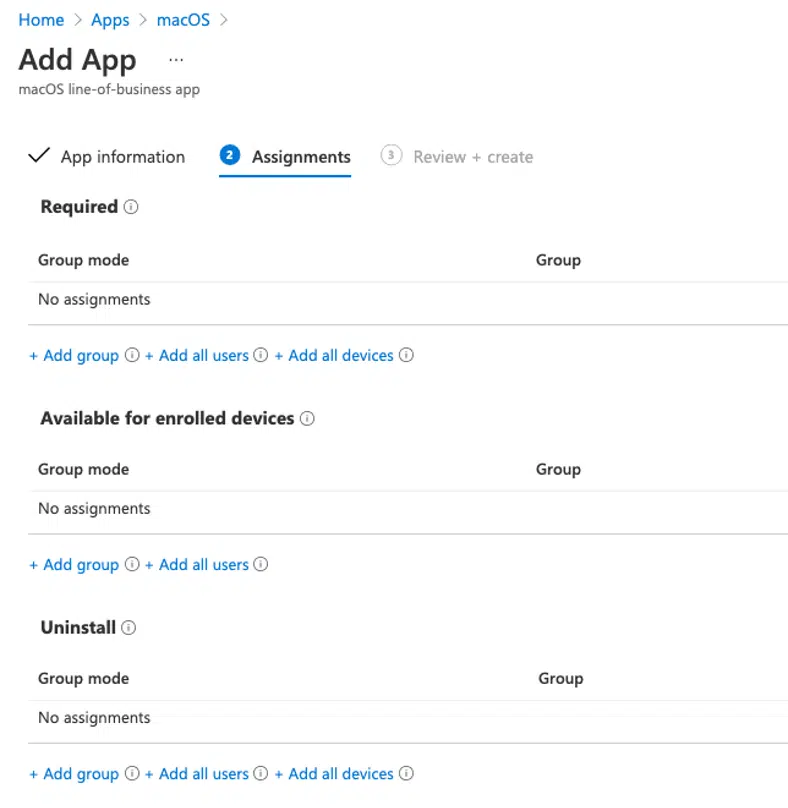 Home > Apps > macOS >
Add App ...
macOS line-of-business app
App information 2 Assignments 3 Review + create
Required
Group mode Group
No assignments
+ Add group + Add all users + Add all devices
Available for enrolled devices
Group mode Group
No assignments
+ Add group + Add all users
Uninstall
Group mode Group
No assignments
+ Add group + Add all users + Add all devices